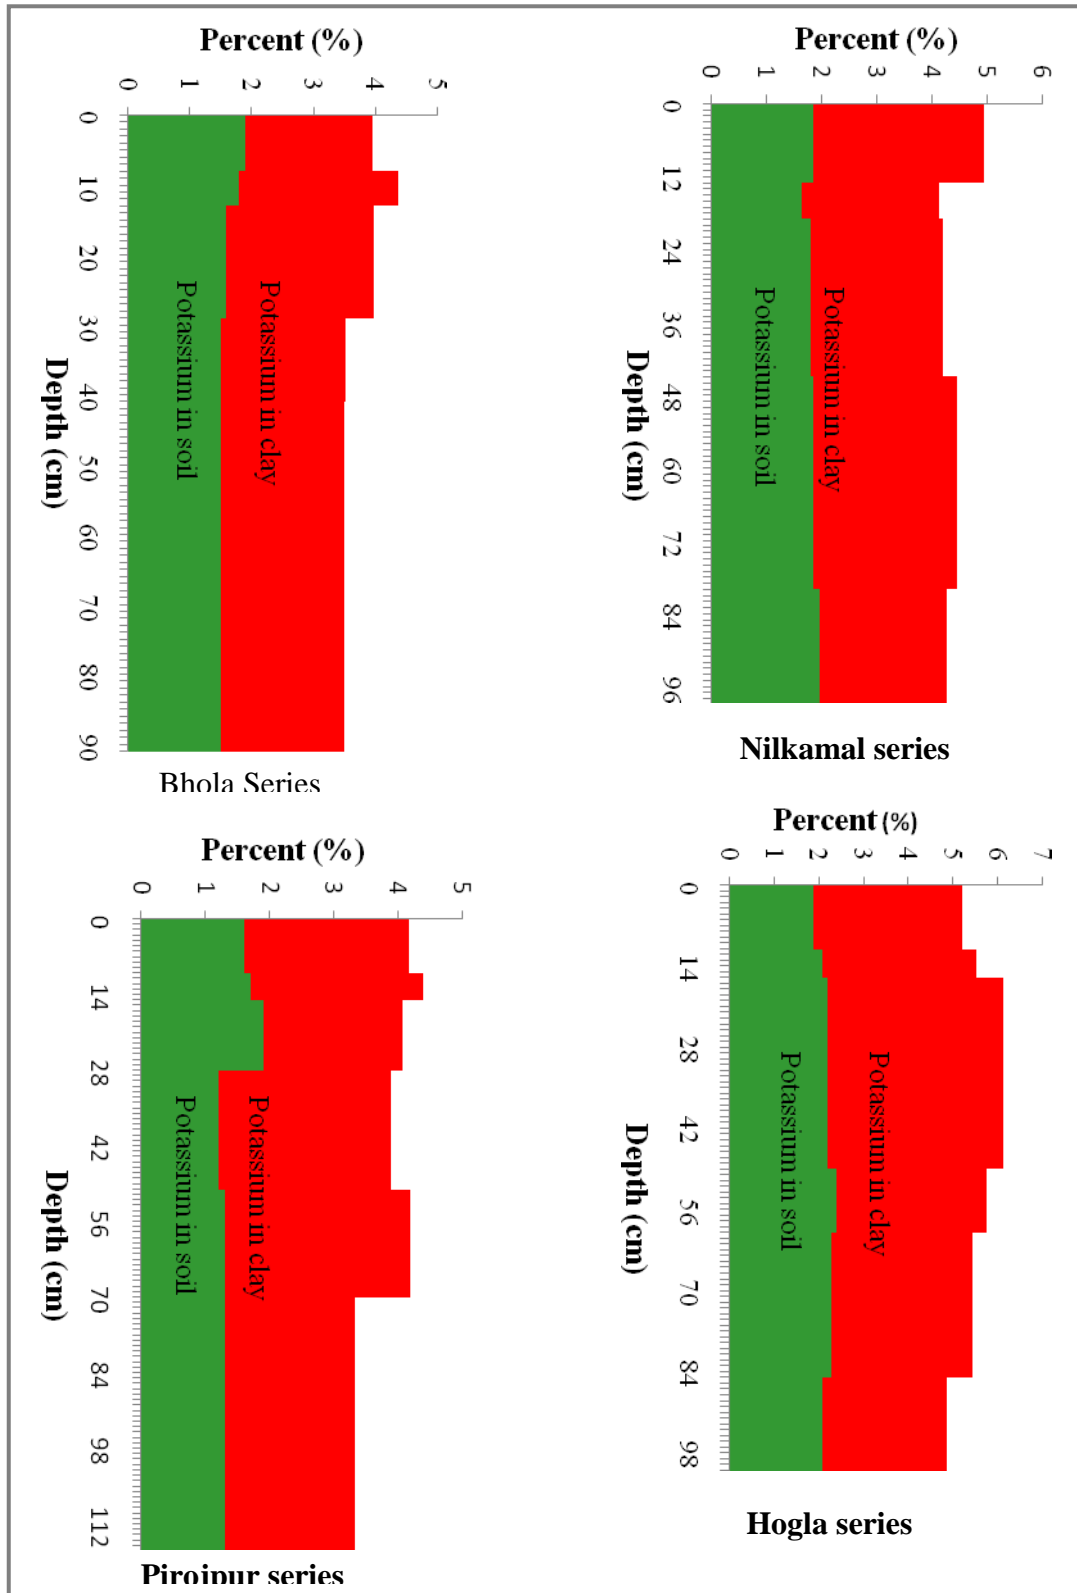 Percent (%)
0 1 2 3 4 5
0
10
20
30
40
50
60
70
80
90
Depth (cm)
Potassium in soil
Potassium in clay
Bhola Series
Percent (%)
0 1 2 3 4 5 6
0
12
24
36
48
60
72
84
96
Depth (cm)
Potassium in soil
Potassium in clay
Nilkamal series
Percent (%)
0 1 2 3 4 5
0
14
28
42
56
70
84
98
112
Depth (cm)
Potassium in soil
Potassium in clay
Pirojpur series
Percent (%)
0 1 2 3 4 5 6 7
0
14
28
42
56
70
84
98
Depth (cm)
Potassium in soil
Potassium in clay
Hogla series